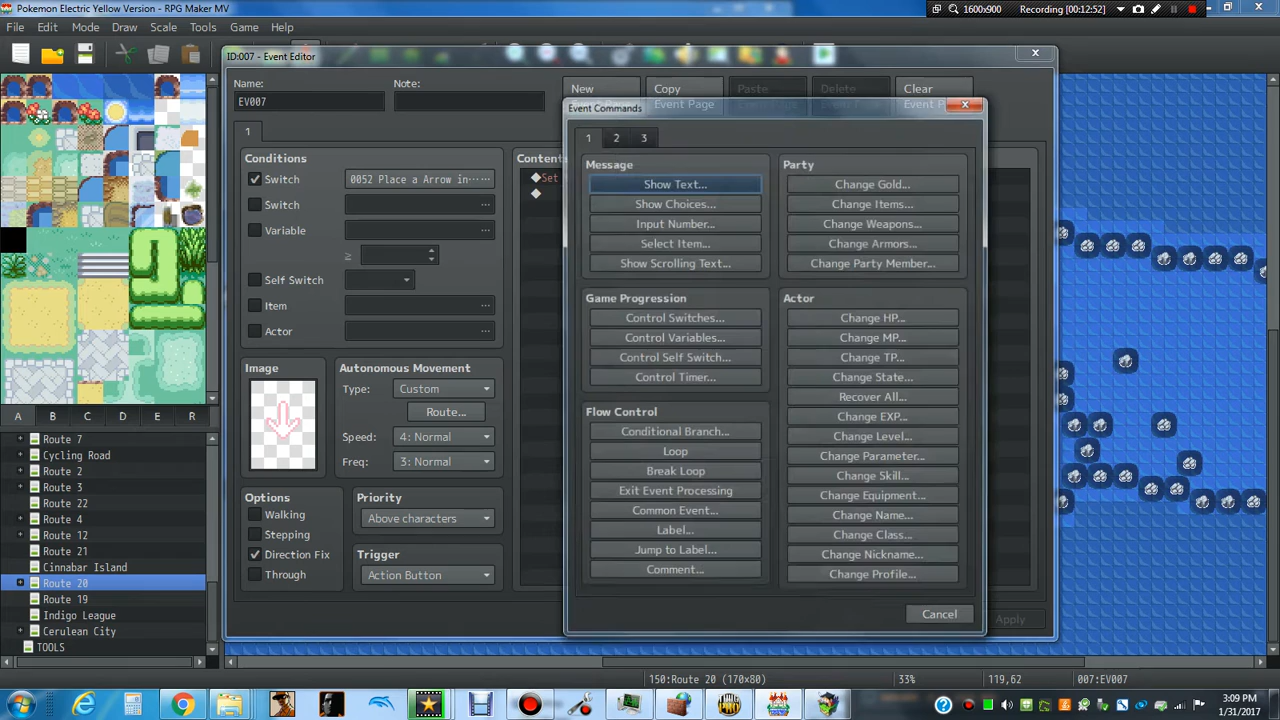 Pokemon Electric Yellow Version - RPG Maker MV
1600x900
Recording [00:12:52]
File Edit Mode Draw Scale Tools Game Help
ID:007 - Event Editor
Name:
EV007
Note:
New
Copy
Event Page
Paste
Delete
Clear
Event P
1
Conditions
Switch
0052 Place a Arrow in···
Switch
Variable
≥
Self Switch
Item
Actor
Image
Autonomous Movement
Type:
Custom
Route...
Speed:
4: Normal
Freq:
3: Normal
Options
Walking
Stepping
Direction Fix
Through
Priority
Above characters
Trigger
Action Button
Contents
◆Set
◆
Event Commands
1 2 3
Message
Show Text...
Show Choices...
Input Number...
Select Item...
Show Scrolling Text...
Game Progression
Control Switches...
Control Variables...
Control Self Switch...
Control Timer...
Flow Control
Conditional Branch...
Loop
Break Loop
Exit Event Processing
Common Event...
Label...
Jump to Label...
Comment...
Party
Change Gold...
Change Items...
Change Weapons...
Change Armors...
Change Party Member...
Actor
Change HP...
Change MP...
Change TP...
Change State...
Recover All...
Change EXP...
Change Level...
Change Parameter...
Change Skill...
Change Equipment...
Change Name...
Change Class...
Change Nickname...
Change Profile...
Cancel
Apply
A B C D E R
Route 7
Cycling Road
Route 2
Route 3
Route 22
Route 4
Route 12
Route 21
Cinnabar Island
Route 20
Route 19
Indigo League
Cerulean City
TOOLS
150:Route 20 (170x80)
33%
119,62
007:EV007
3:09 PM
1/31/2017